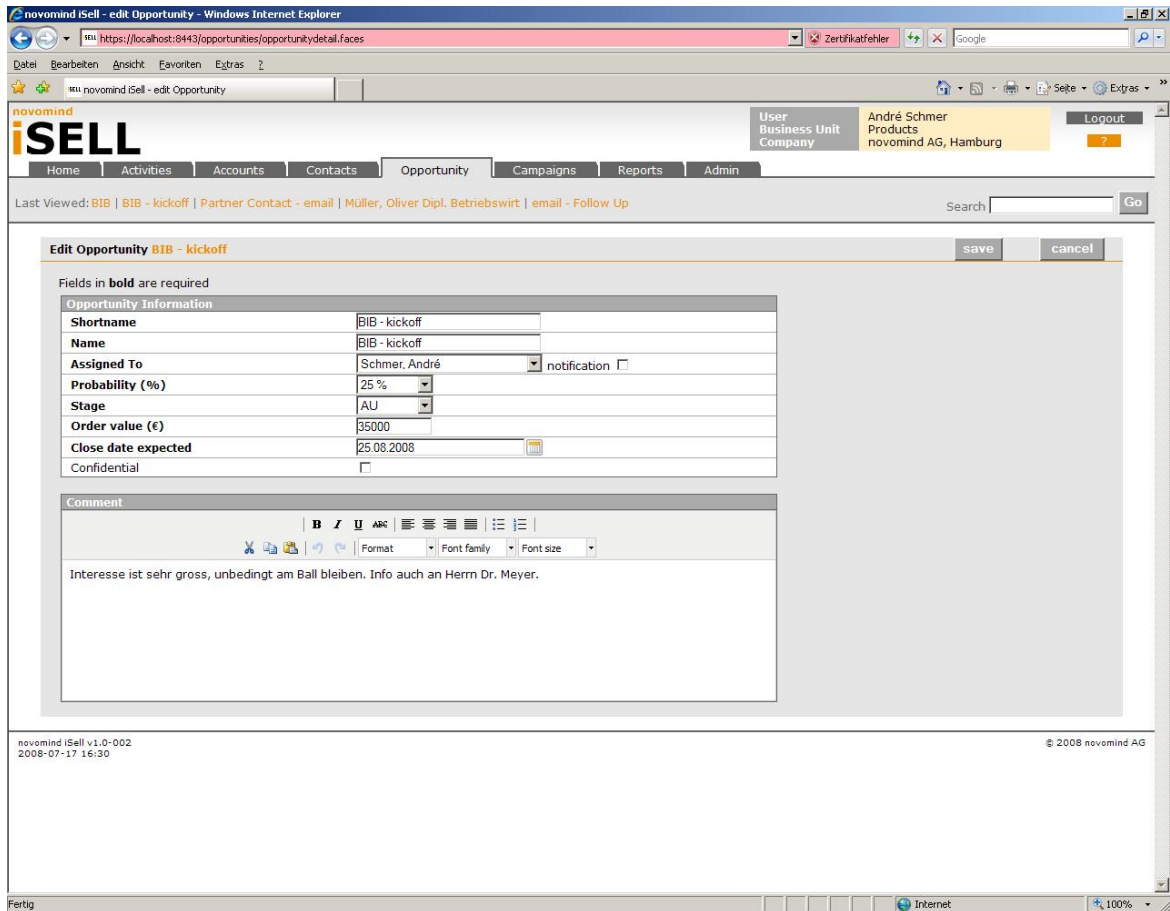 novomind iSell - edit Opportunity - Windows Internet Explorer
SELL https://localhost:8443/opportunities/opportunitydetail.faces Zertifikatfehler Google
Datei Bearbeiten Ansicht Favoriten Extras ?
SELL novomind iSell - edit Opportunity Seite Extras »
novomind
iSELL
User André Schmer Logout
Business Unit Products
Company novomind AG, Hamburg ?
Home Activities Accounts Contacts Opportunity Campaigns Reports Admin
Last Viewed: BIB | BIB - kickoff | Partner Contact - email | Müller, Oliver Dipl. Betriebswirt | email - Follow Up Search Go
Edit Opportunity BIB - kickoff save cancel
Fields in bold are required
Opportunity Information
Shortname BIB - kickoff
Name BIB - kickoff
Assigned To Schmer, André notification
Probability (%) 25 %
Stage AU
Order value (€) 35000
Close date expected 25.08.2008
Confidential
Comment
B I U ABC
Format Font family Font size
Interesse ist sehr gross, unbedingt am Ball bleiben. Info auch an Herrn Dr. Meyer.
novomind iSell v1.0-002 © 2008 novomind AG
2008-07-17 16:30
Fertig Internet 100%